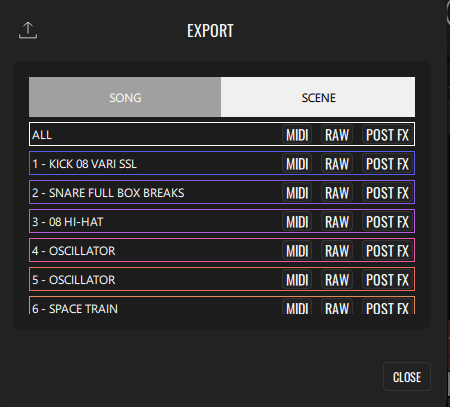 EXPORT
SONG SCENE
ALL MIDI RAW POST FX
1 - KICK 08 VARI SSL MIDI RAW POST FX
2 - SNARE FULL BOX BREAKS MIDI RAW POST FX
3 - 08 HI-HAT MIDI RAW POST FX
4 - OSCILLATOR MIDI RAW POST FX
5 - OSCILLATOR MIDI RAW POST FX
6 - SPACE TRAIN MIDI RAW POST FX
CLOSE